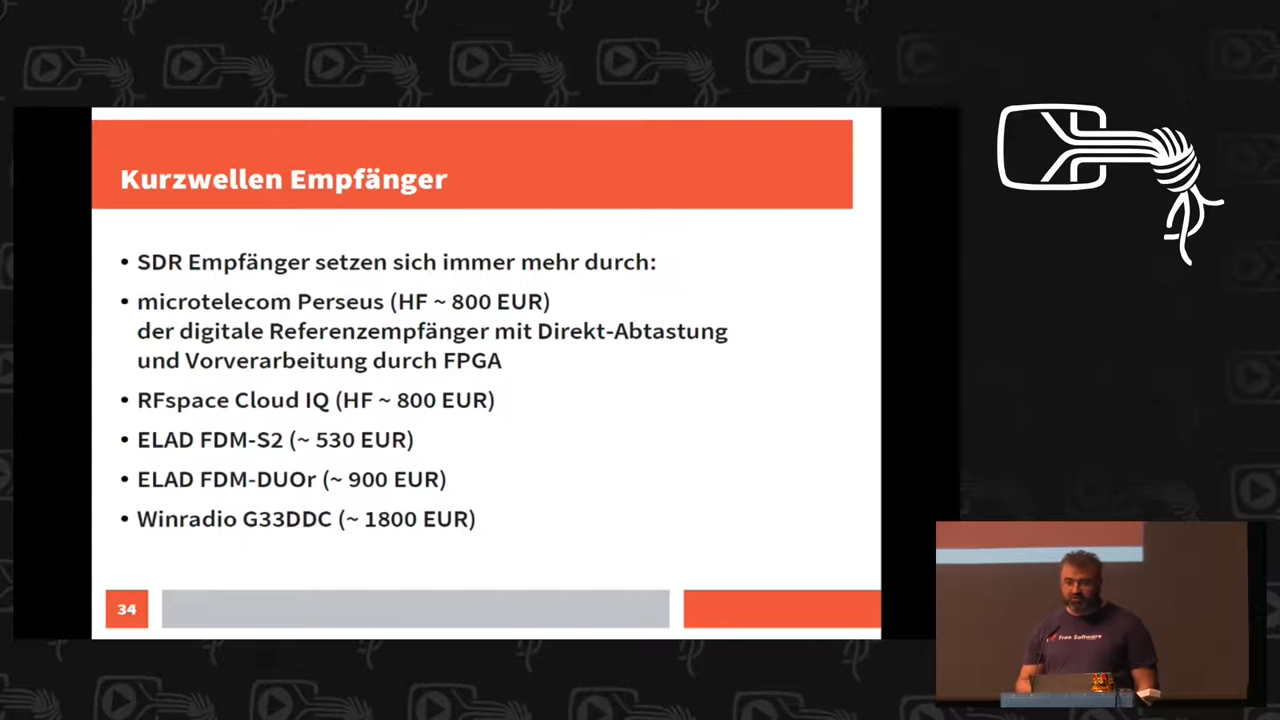 Kurzwellen Empfänger
• SDR Empfänger setzen sich immer mehr durch:
• microtelecom Perseus (HF ~ 800 EUR)
der digitale Referenzempfänger mit Direkt-Abtastung
und Vorverarbeitung durch FPGA
• RFspace Cloud IQ (HF ~ 800 EUR)
• ELAD FDM-S2 (~ 530 EUR)
• ELAD FDM-DUOr (~ 900 EUR)
• Winradio G33DDC (~ 1800 EUR)
34
Free Software